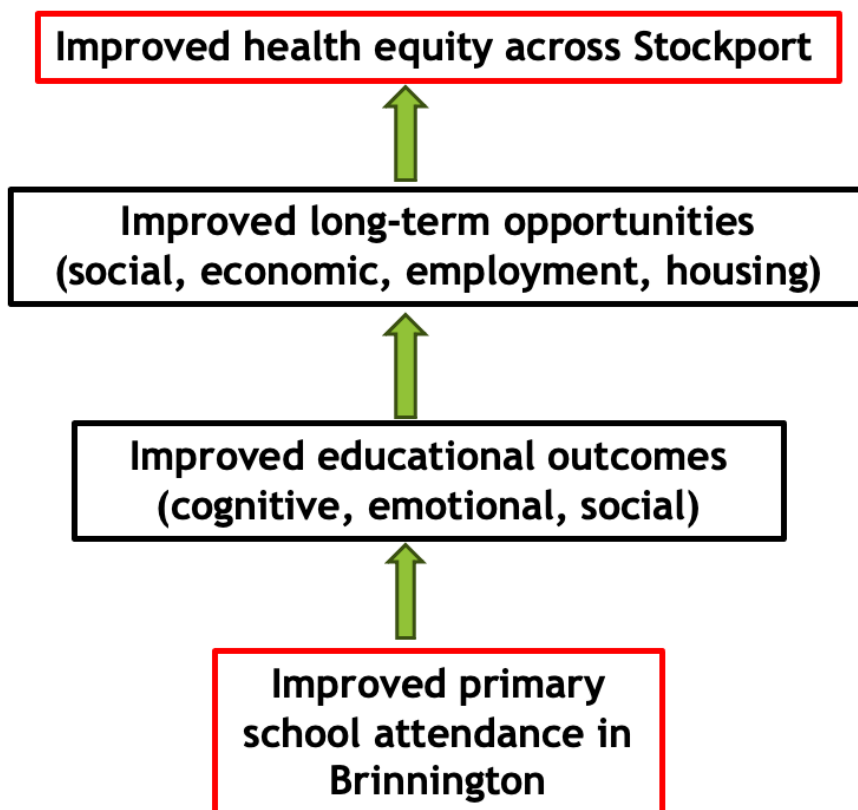 Improved health equity across Stockport
Improved long-term opportunities
(social, economic, employment, housing)
Improved educational outcomes
(cognitive, emotional, social)
Improved primary
school attendance in
Brinnington